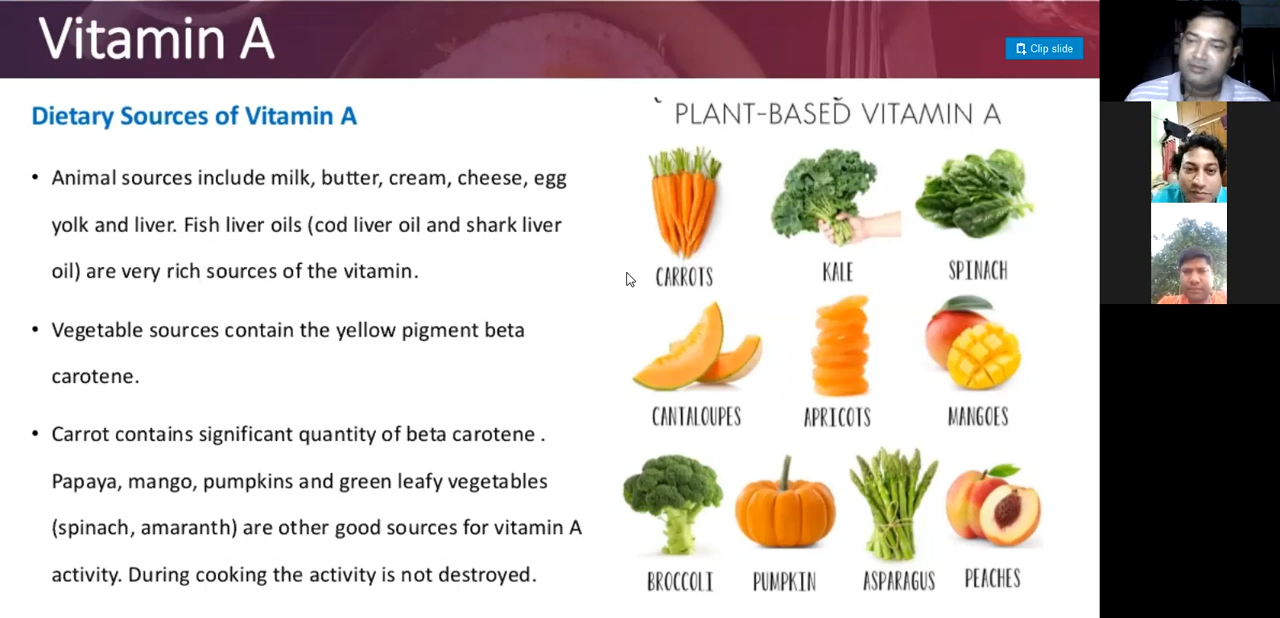 Vitamin A
Clip slide
Dietary Sources of Vitamin A
• Animal sources include milk, butter, cream, cheese, egg
yolk and liver. Fish liver oils (cod liver oil and shark liver
oil) are very rich sources of the vitamin.
• Vegetable sources contain the yellow pigment beta
carotene.
• Carrot contains significant quantity of beta carotene .
Papaya, mango, pumpkins and green leafy vegetables
(spinach, amaranth) are other good sources for vitamin A
activity. During cooking the activity is not destroyed.
PLANT-BASED VITAMIN A
CARROTS
KALE
SPINACH
CANTALOUPES
APRICOTS
MANGOES
BROCCOLI
PUMPKIN
ASPARAGUS
PEACHES